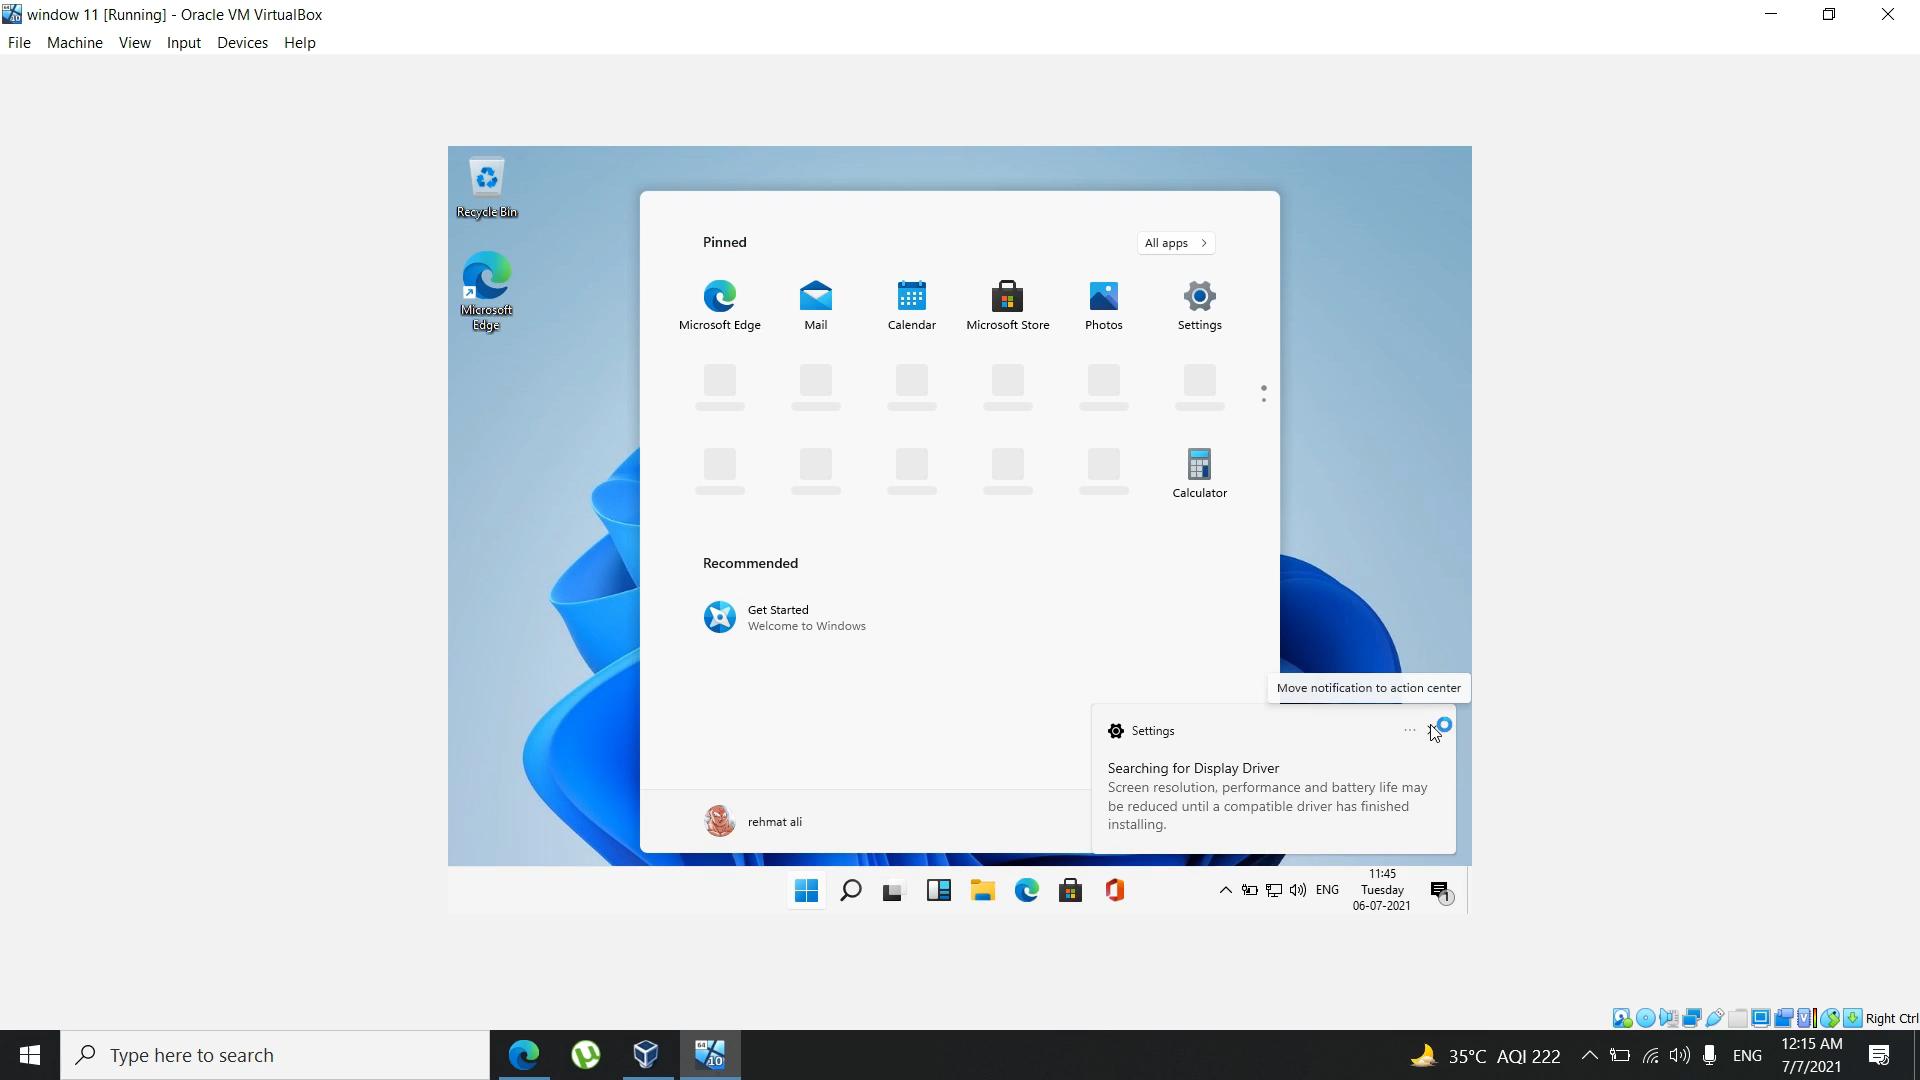 window 11 [Running] - Oracle VM VirtualBox
File Machine View Input Devices Help
Recycle Bin
Microsoft
Edge
Pinned
All apps
Microsoft Edge
Mail
Calendar
Microsoft Store
Photos
Settings
Calculator
Recommended
Get Started
Welcome to Windows
Move notification to action center
Settings
Searching for Display Driver
Screen resolution, performance and battery life may
be reduced until a compatible driver has finished
installing.
rehmat ali
ENG
11:45
Tuesday
06-07-2021
1
Right Ctrl
Type here to search
64
10
35°C AQI 222
ENG
12:15 AM
7/7/2021